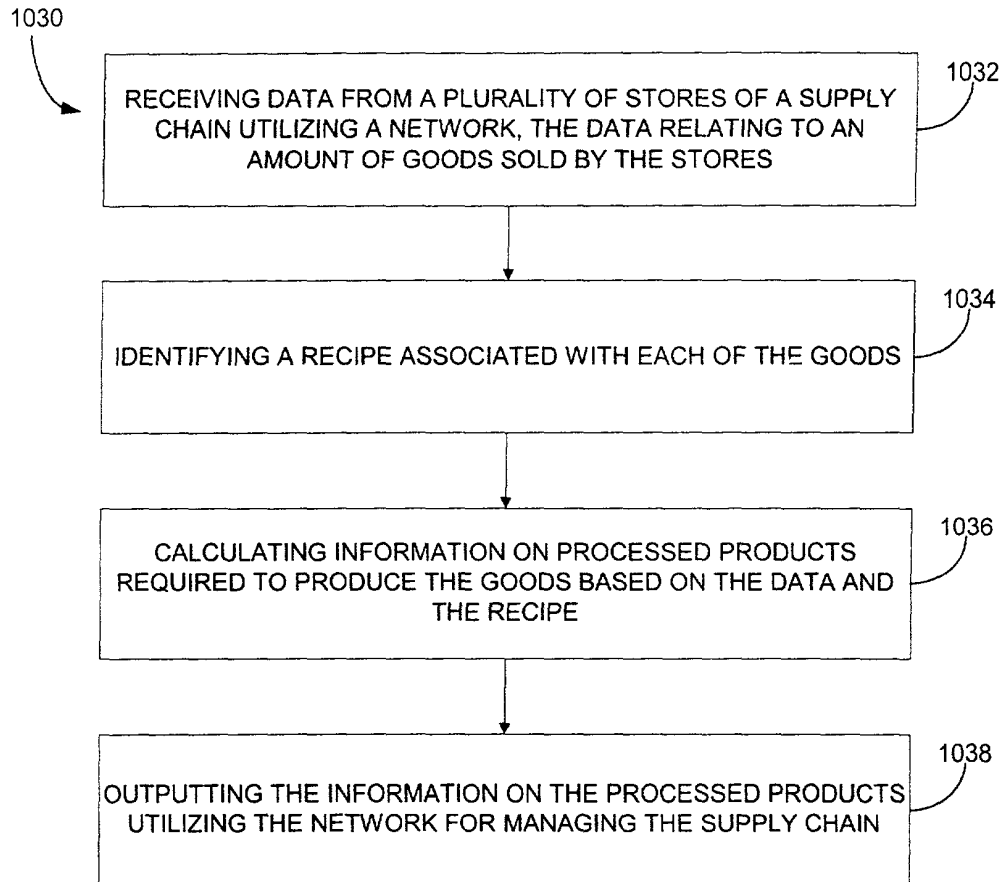 1030
RECEIVING DATA FROM A PLURALITY OF STORES OF A SUPPLY
CHAIN UTILIZING A NETWORK, THE DATA RELATING TO AN
AMOUNT OF GOODS SOLD BY THE STORES
1032
IDENTIFYING A RECIPE ASSOCIATED WITH EACH OF THE GOODS
1034
CALCULATING INFORMATION ON PROCESSED PRODUCTS
REQUIRED TO PRODUCE THE GOODS BASED ON THE DATA AND
THE RECIPE
1036
OUTPUTTING THE INFORMATION ON THE PROCESSED PRODUCTS
UTILIZING THE NETWORK FOR MANAGING THE SUPPLY CHAIN
1038